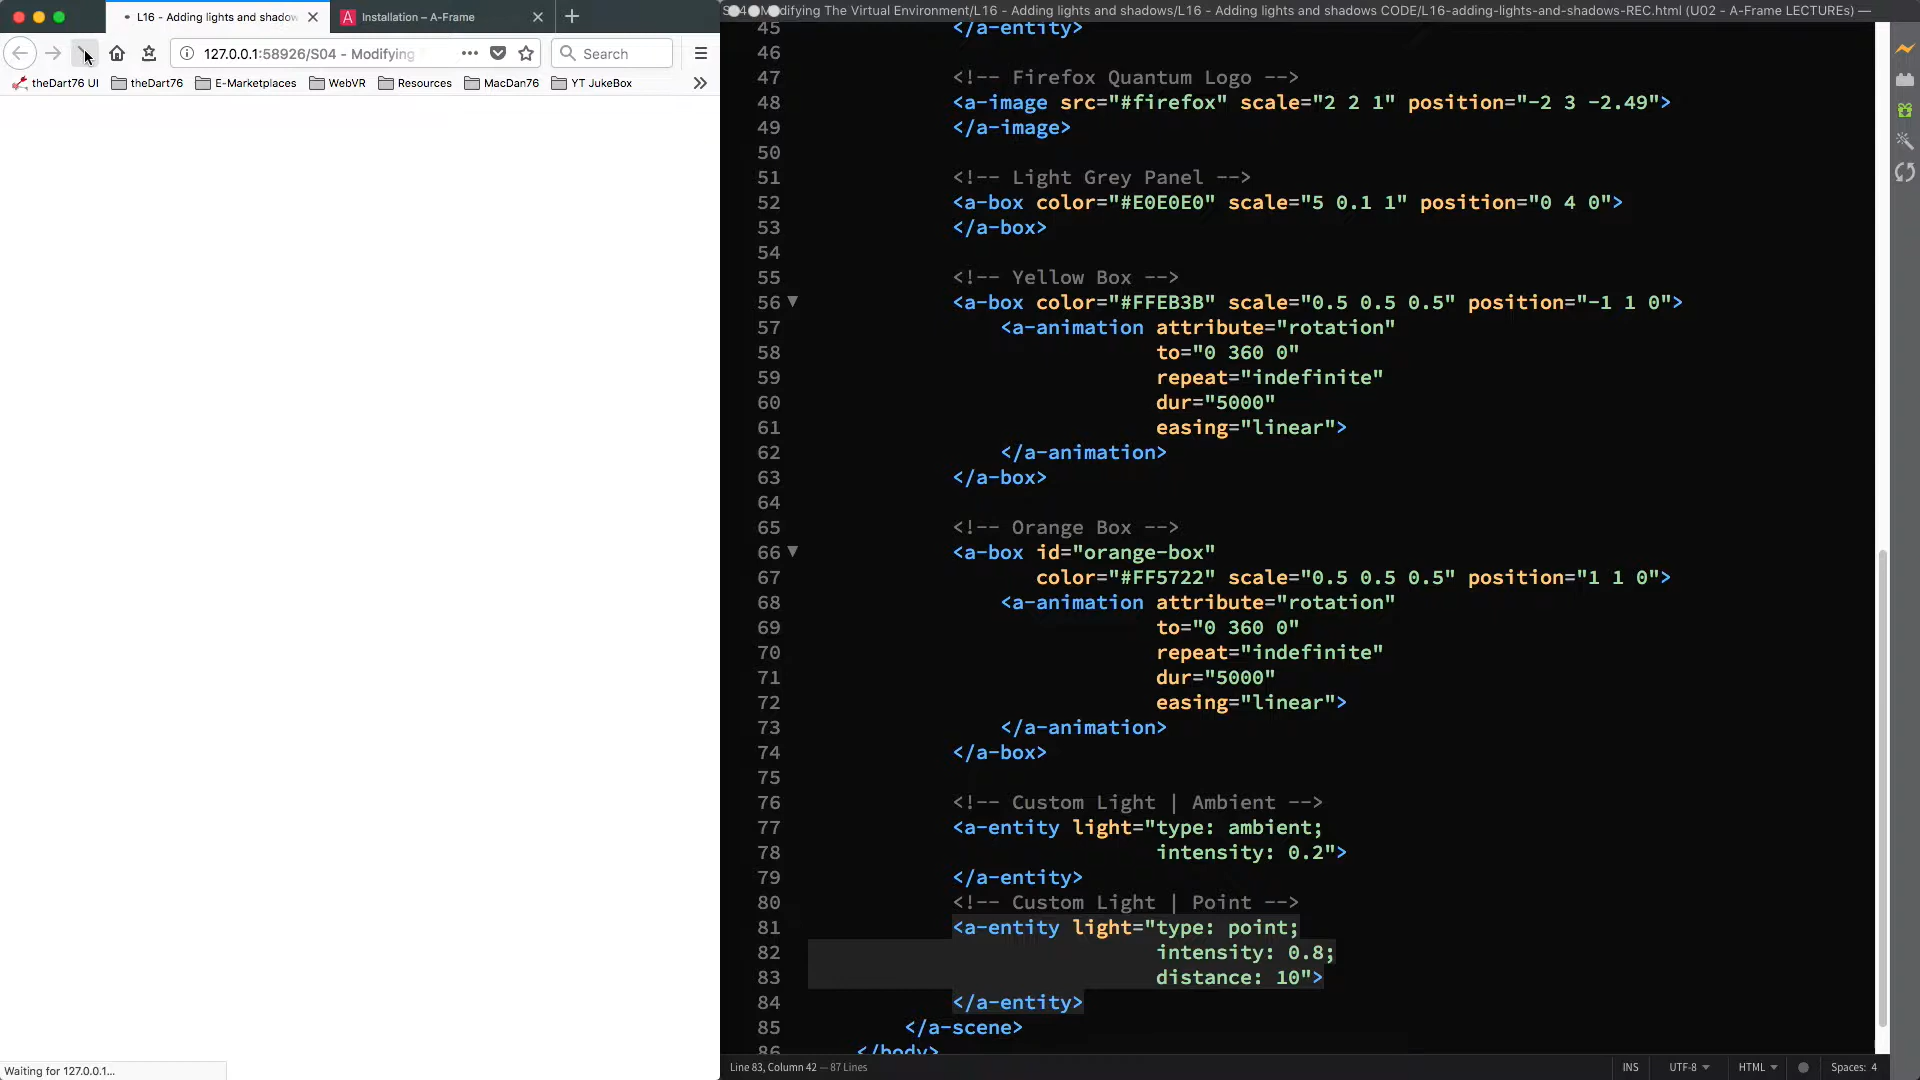 L16 - Adding lights and shadow
Installation – A-Frame
127.0.0.1:58926/S04 - Modifying
Search
theDart76 UI
theDart76
E-Marketplaces
WebVR
Resources
MacDan76
YT JukeBox
Waiting for 127.0.0.1...
Modifying The Virtual Environment/L16 - Adding lights and shadows/L16 - Adding lights and shadows CODE/L16-adding-lights-and-shadows-REC.html (U02 - A-Frame LECTUREs) —
45 </a-entity>
46
47 <!-- Firefox Quantum Logo -->
48 <a-image src="#firefox" scale="2 2 1" position="-2 3 -2.49">
49 </a-image>
50
51 <!-- Light Grey Panel -->
52 <a-box color="#E0E0E0" scale="5 0.1 1" position="0 4 0">
53 </a-box>
54
55 <!-- Yellow Box -->
56 <a-box color="#FFEB3B" scale="0.5 0.5 0.5" position="-1 1 0">
57 <a-animation attribute="rotation"
58 to="0 360 0"
59 repeat="indefinite"
60 dur="5000"
61 easing="linear">
62 </a-animation>
63 </a-box>
64
65 <!-- Orange Box -->
66 <a-box id="orange-box"
67 color="#FF5722" scale="0.5 0.5 0.5" position="1 1 0">
68 <a-animation attribute="rotation"
69 to="0 360 0"
70 repeat="indefinite"
71 dur="5000"
72 easing="linear">
73 </a-animation>
74 </a-box>
75
76 <!-- Custom Light | Ambient -->
77 <a-entity light="type: ambient;
78 intensity: 0.2">
79 </a-entity>
80 <!-- Custom Light | Point -->
81 <a-entity light="type: point;
82 intensity: 0.8;
83 distance: 10">
84 </a-entity>
85 </a-scene>
86 </body>
Line 83, Column 42 — 87 Lines
INS
UTF-8
HTML
Spaces: 4